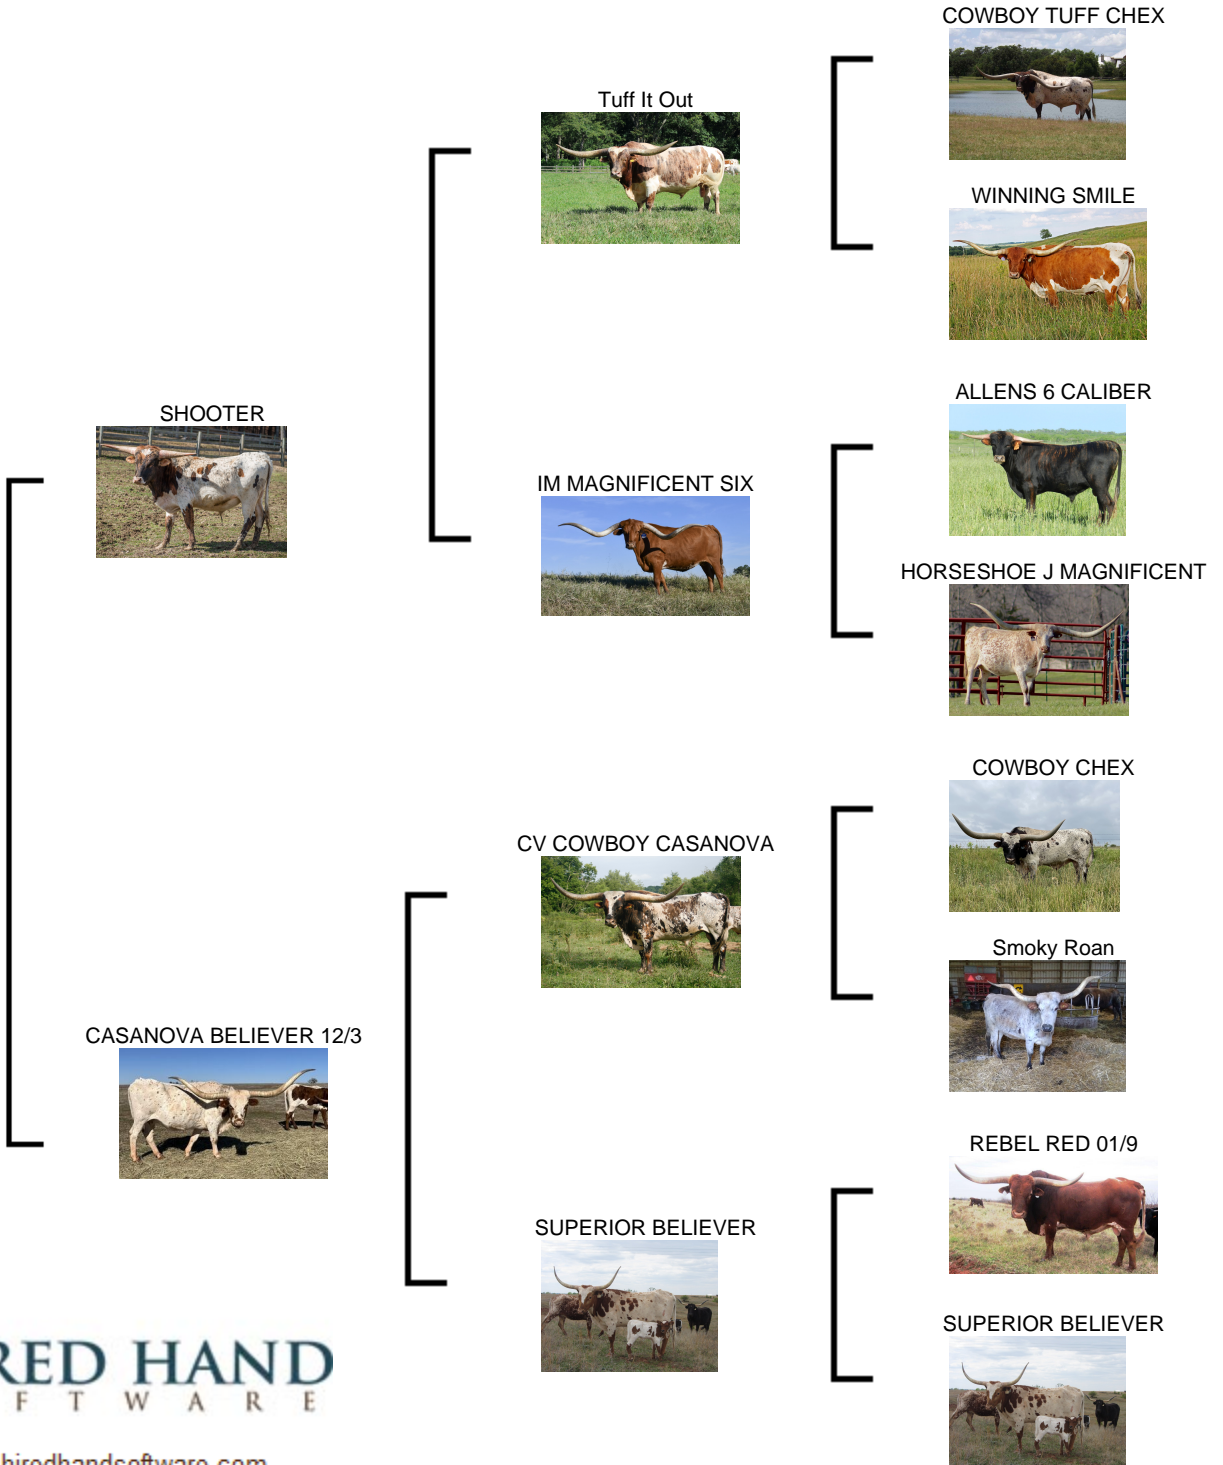 COWBOY TUFF CHEX
Tuff It Out
WINNING SMILE
ALLENS 6 CALIBER
SHOOTER
IM MAGNIFICENT SIX
HORSESHOE J MAGNIFICENT
COWBOY CHEX
CV COWBOY CASANOVA
Smoky Roan
CASANOVA BELIEVER 12/3
REBEL RED 01/9
SUPERIOR BELIEVER
SUPERIOR BELIEVER
RED HAND
F T W A R E
hiredhandsoftware.com